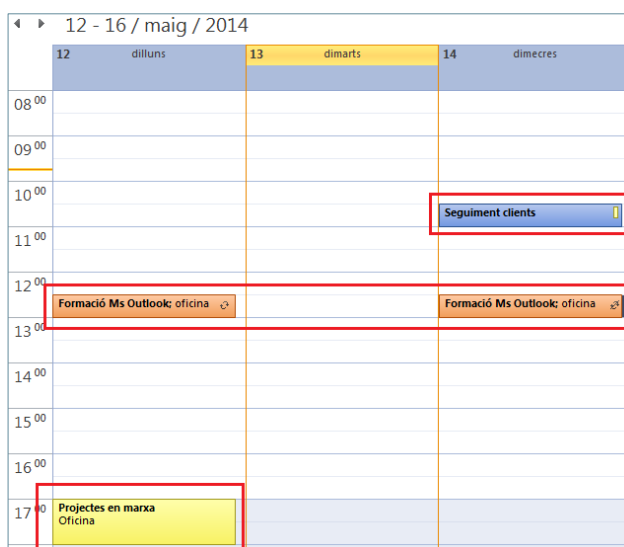 12 - 16 / maig / 2014
12 dilluns 13 dimarts 14 dimecres
08 00
09 00
10 00
Seguiment clients
11 00
12 00
Formació Ms Outlook; oficina Formació Ms Outlook; oficina
13 00
14 00
15 00
16 00
17 00 Projectes en marxa
Oficina